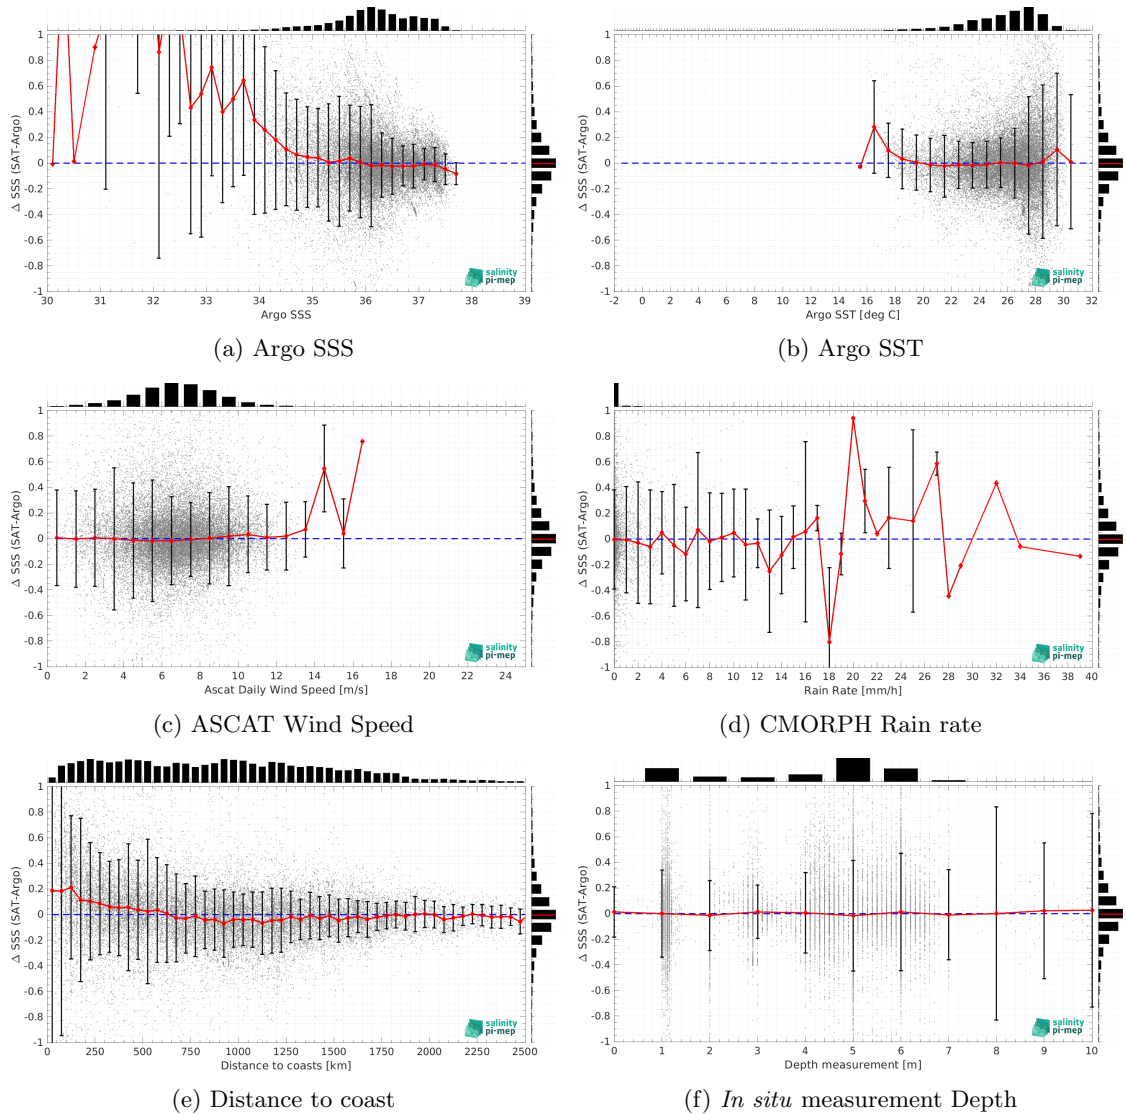 1
0.8
0.6
0.4
0.2
0
-0.2
-0.4
-0.6
-0.8
-1
Δ SSS (SAT-Argo)
30 31 32 33 34 35 36 37 38 39
Argo SSS
salinity
pi-mep
(a) Argo SSS
1
0.8
0.6
0.4
0.2
0
-0.2
-0.4
-0.6
-0.8
-1
Δ SSS (SAT-Argo)
-2 0 2 4 6 8 10 12 14 16 18 20 22 24 26 28 30 32
Argo SST [deg C]
salinity
pi-mep
(b) Argo SST
1
0.8
0.6
0.4
0.2
0
-0.2
-0.4
-0.6
-0.8
-1
Δ SSS (SAT-Argo)
0 2 4 6 8 10 12 14 16 18 20 22 24
Ascat Daily Wind Speed [m/s]
salinity
pi-mep
(c) ASCAT Wind Speed
1
0.8
0.6
0.4
0.2
0
-0.2
-0.4
-0.6
-0.8
-1
Δ SSS (SAT-Argo)
0 2 4 6 8 10 12 14 16 18 20 22 24 26 28 30 32 34 36 38 40
Rain Rate [mm/h]
salinity
pi-mep
(d) CMORPH Rain rate
1
0.8
0.6
0.4
0.2
0
-0.2
-0.4
-0.6
-0.8
-1
Δ SSS (SAT-Argo)
0 250 500 750 1000 1250 1500 1750 2000 2250 2500
Distance to coasts [km]
salinity
pi-mep
(e) Distance to coast
1
0.8
0.6
0.4
0.2
0
-0.2
-0.4
-0.6
-0.8
-1
Δ SSS (SAT-Argo)
0 1 2 3 4 5 6 7 8 9 10
Depth measurement [m]
salinity
pi-mep
(f) In situ measurement Depth